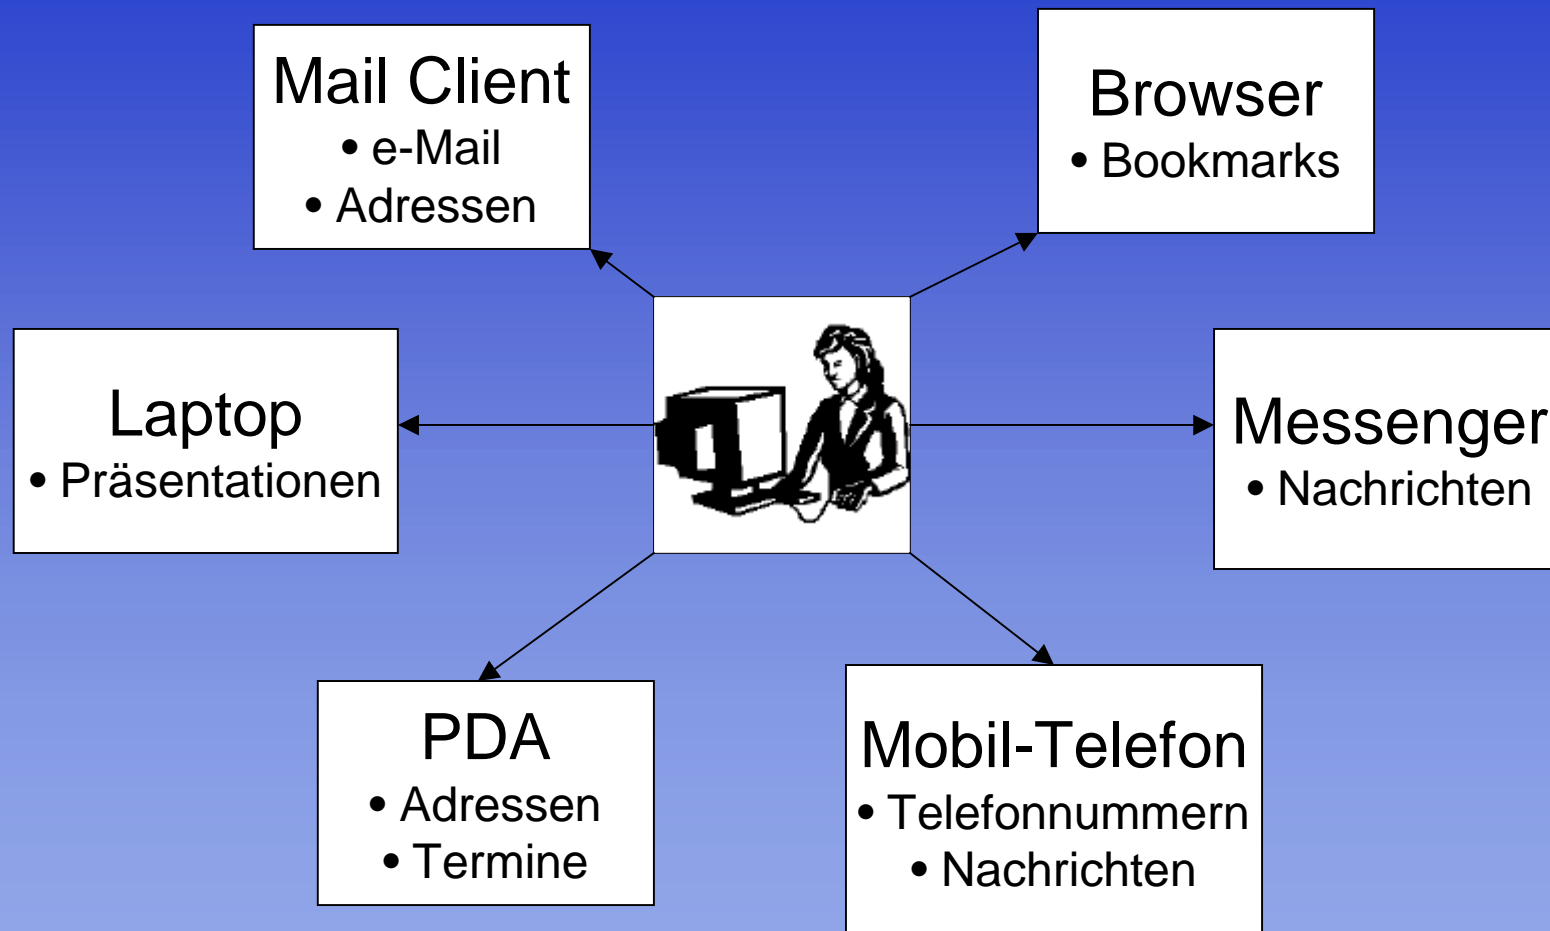 Mail Client
• e-Mail
• Adressen
Browser
• Bookmarks
Laptop
• Präsentationen
Messenger
• Nachrichten
PDA
• Adressen
• Termine
Mobil-Telefon
• Telefonnummern
• Nachrichten